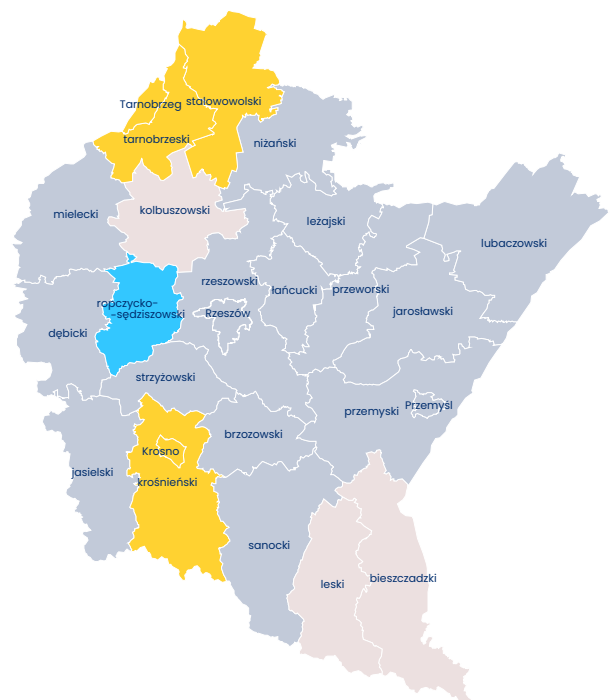 Tarnobrzeg
stalowowolski
tarnobrzeski
niżański
mielecki
kolbuszowski
leżajski
lubaczowski
rzeszowski
łańcucki
przeworski
ropczycko-
-sędziszowski
Rzeszów
jarosławski
dębicki
strzyżowski
przemyski
Przemyśl
brzozowski
Krosno
jasielski
krośnieński
sanocki
leski
bieszczadzki